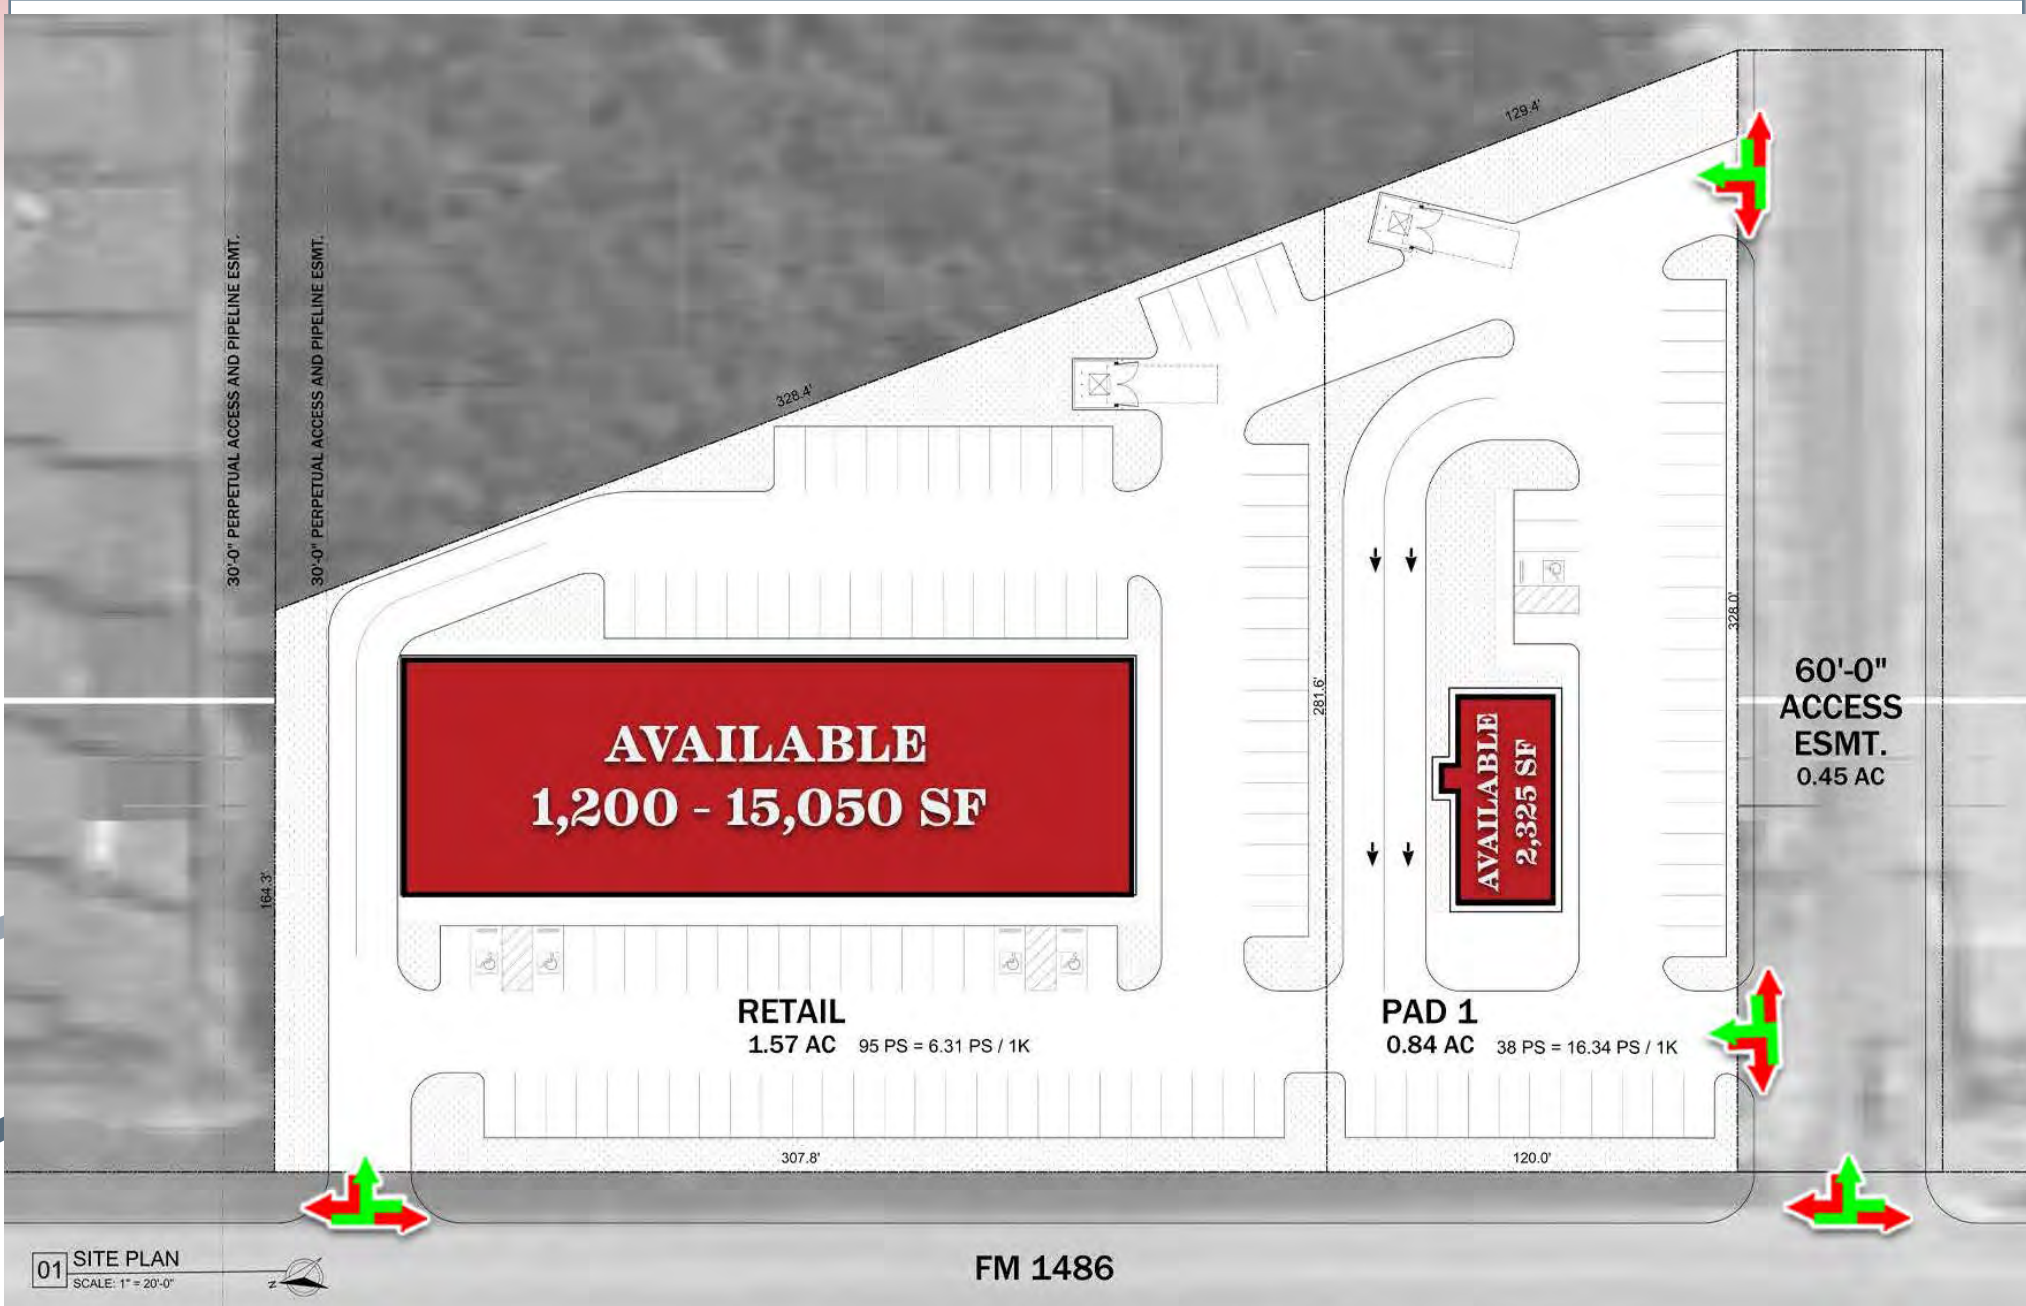 129.4'
30'-0" PERPETUAL ACCESS AND PIPELINE ESMT.
30'-0" PERPETUAL ACCESS AND PIPELINE ESMT.
328.4'
328.0'
281.6'
60'-0"
ACCESS
ESMT.
0.45 AC
AVAILABLE
1,200 - 15,050 SF
AVAILABLE
2,325 SF
164.3'
RETAIL
1.57 AC 95 PS = 6.31 PS / 1K
PAD 1
0.84 AC 38 PS = 16.34 PS / 1K
307.8'
120.0'
01 SITE PLAN
SCALE: 1" = 20'-0"
Z
FM 1486